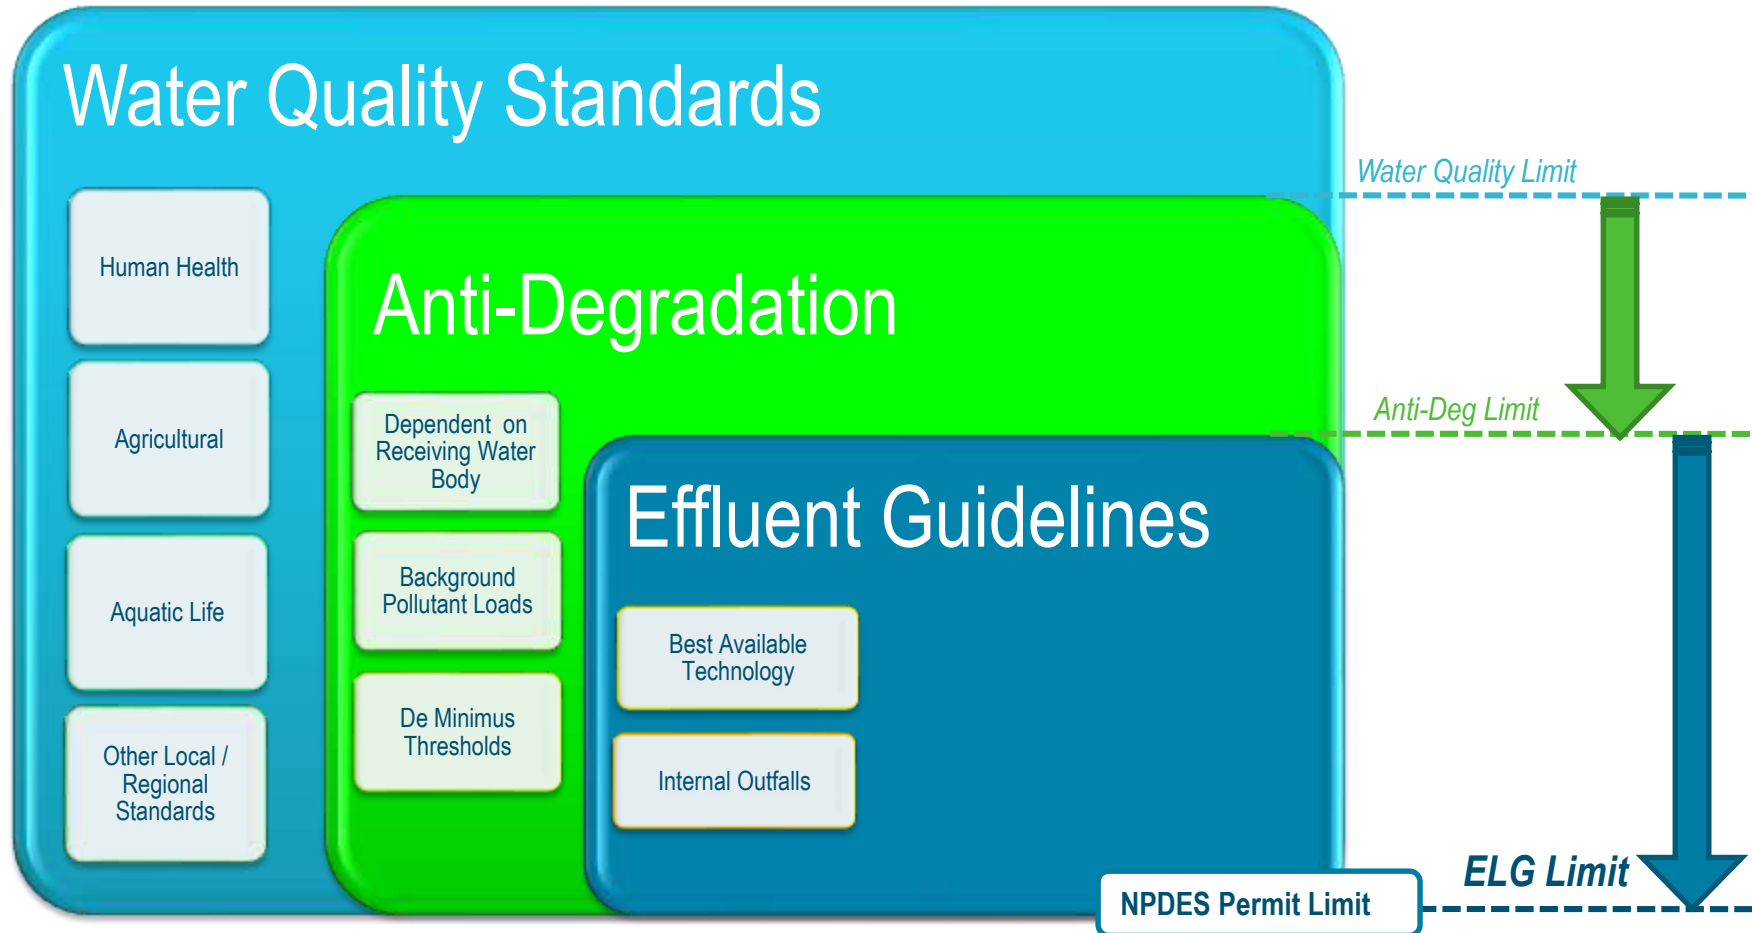 Water Quality Standards
Human Health
Agricultural
Aquatic Life
Other Local /
Regional
Standards
Anti-Degradation
Dependent  on
Receiving Water
Body
Background
Pollutant Loads
De Minimus
Thresholds
Effluent Guidelines
Best Available
Technology
Internal Outfalls
Water Quality Limit
Anti-Deg Limit
ELG Limit
NPDES Permit Limit